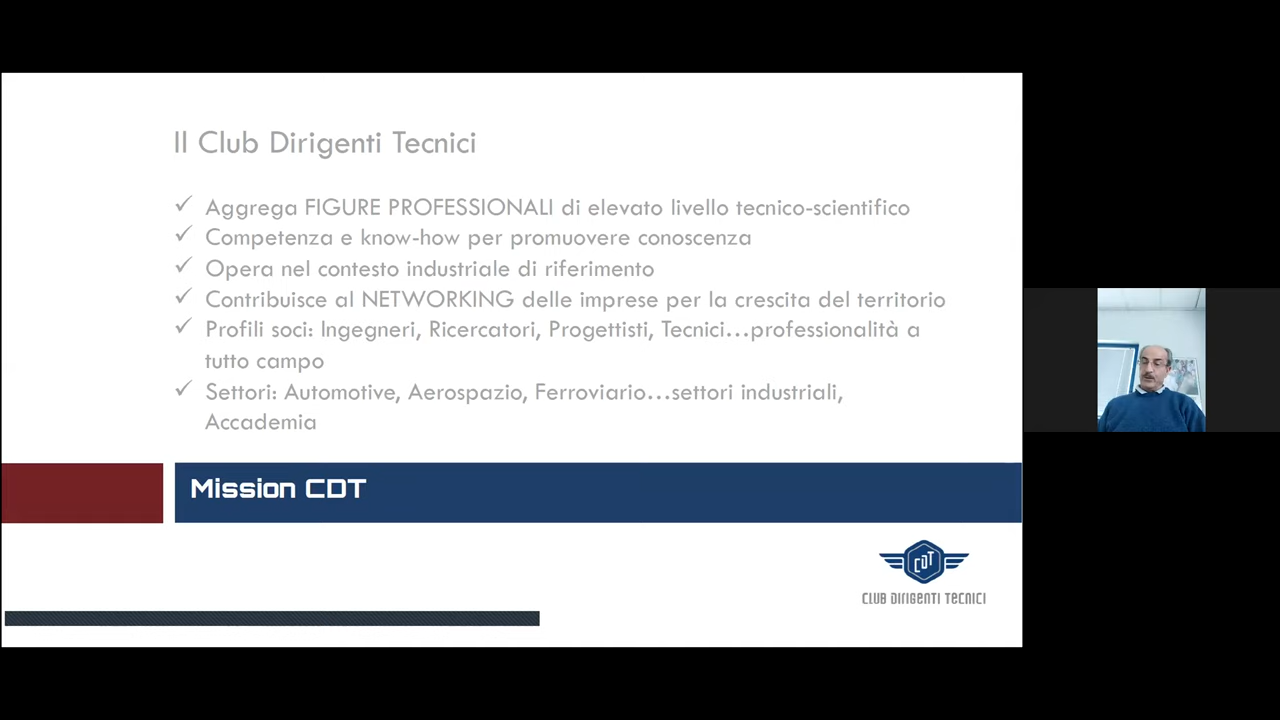 Il Club Dirigenti Tecnici
✓ Aggrega FIGURE PROFESSIONALI di elevato livello tecnico-scientifico
✓ Competenza e know-how per promuovere conoscenza
✓ Opera nel contesto industriale di riferimento
✓ Contribuisce al NETWORKING delle imprese per la crescita del territorio
✓ Profili soci: Ingegneri, Ricercatori, Progettisti, Tecnici...professionalità a
tutto campo
✓ Settori: Automotive, Aerospazio, Ferroviario...settori industriali,
Accademia
Mission CDT
CDT
CLUB DIRIGENTI TECNICI